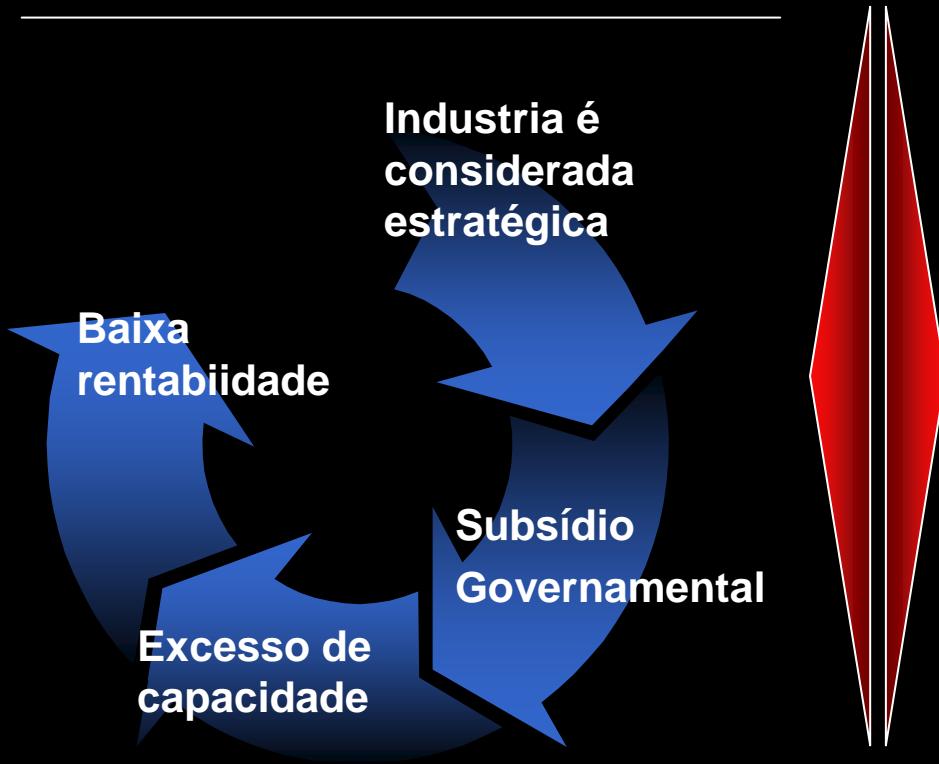 Industria é
considerada
estratégica
Baixa
rentabiidade
Subsídio
Governamental
Excesso de
capacidade